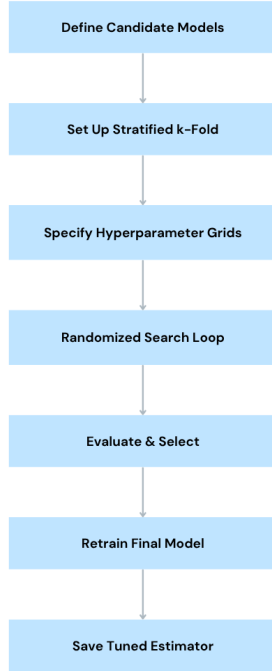 Define Candidate Models
Set Up Stratified k-Fold
Specify Hyperparameter Grids
Randomized Search Loop
Evaluate & Select
Retrain Final Model
Save Tuned Estimator